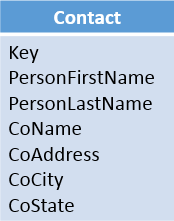 Contact
Key
PersonFirstName
PersonLastName
CoName
CoAddress
CoCity
CoState